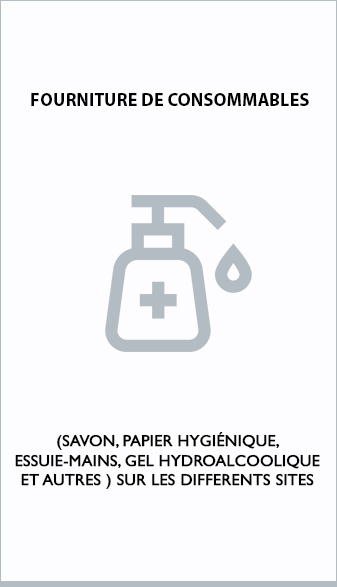 FOURNITURE DE CONSOMMABLES
(SAVON, PAPIER HYGIÉNIQUE,
ESSUIE-MAINS, GEL HYDROALCOOLIQUE
ET AUTRES ) SUR LES DIFFERENTS SITES